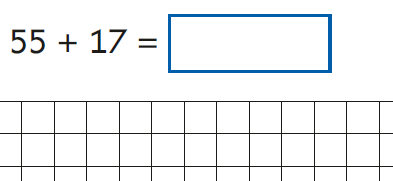 55 + 17 =